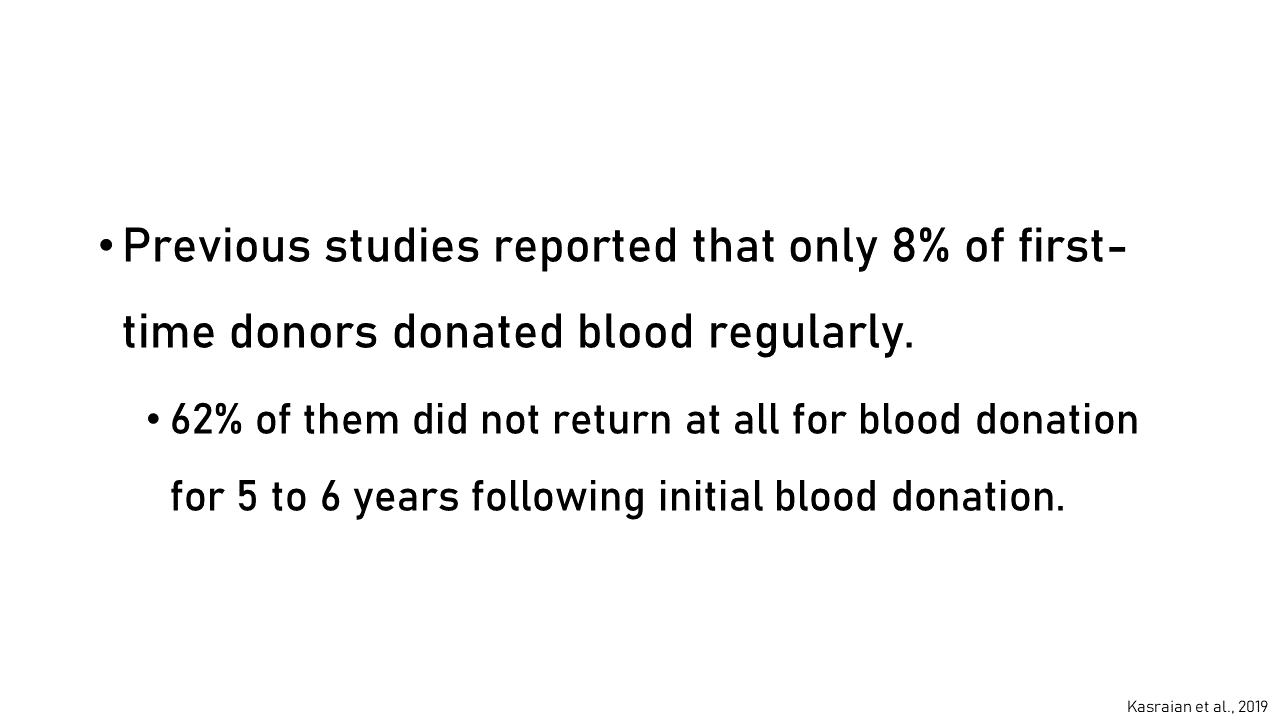 • Previous studies reported that only 8% of first-
time donors donated blood regularly.
• 62% of them did not return at all for blood donation
for 5 to 6 years following initial blood donation.
Kasraian et al., 2019